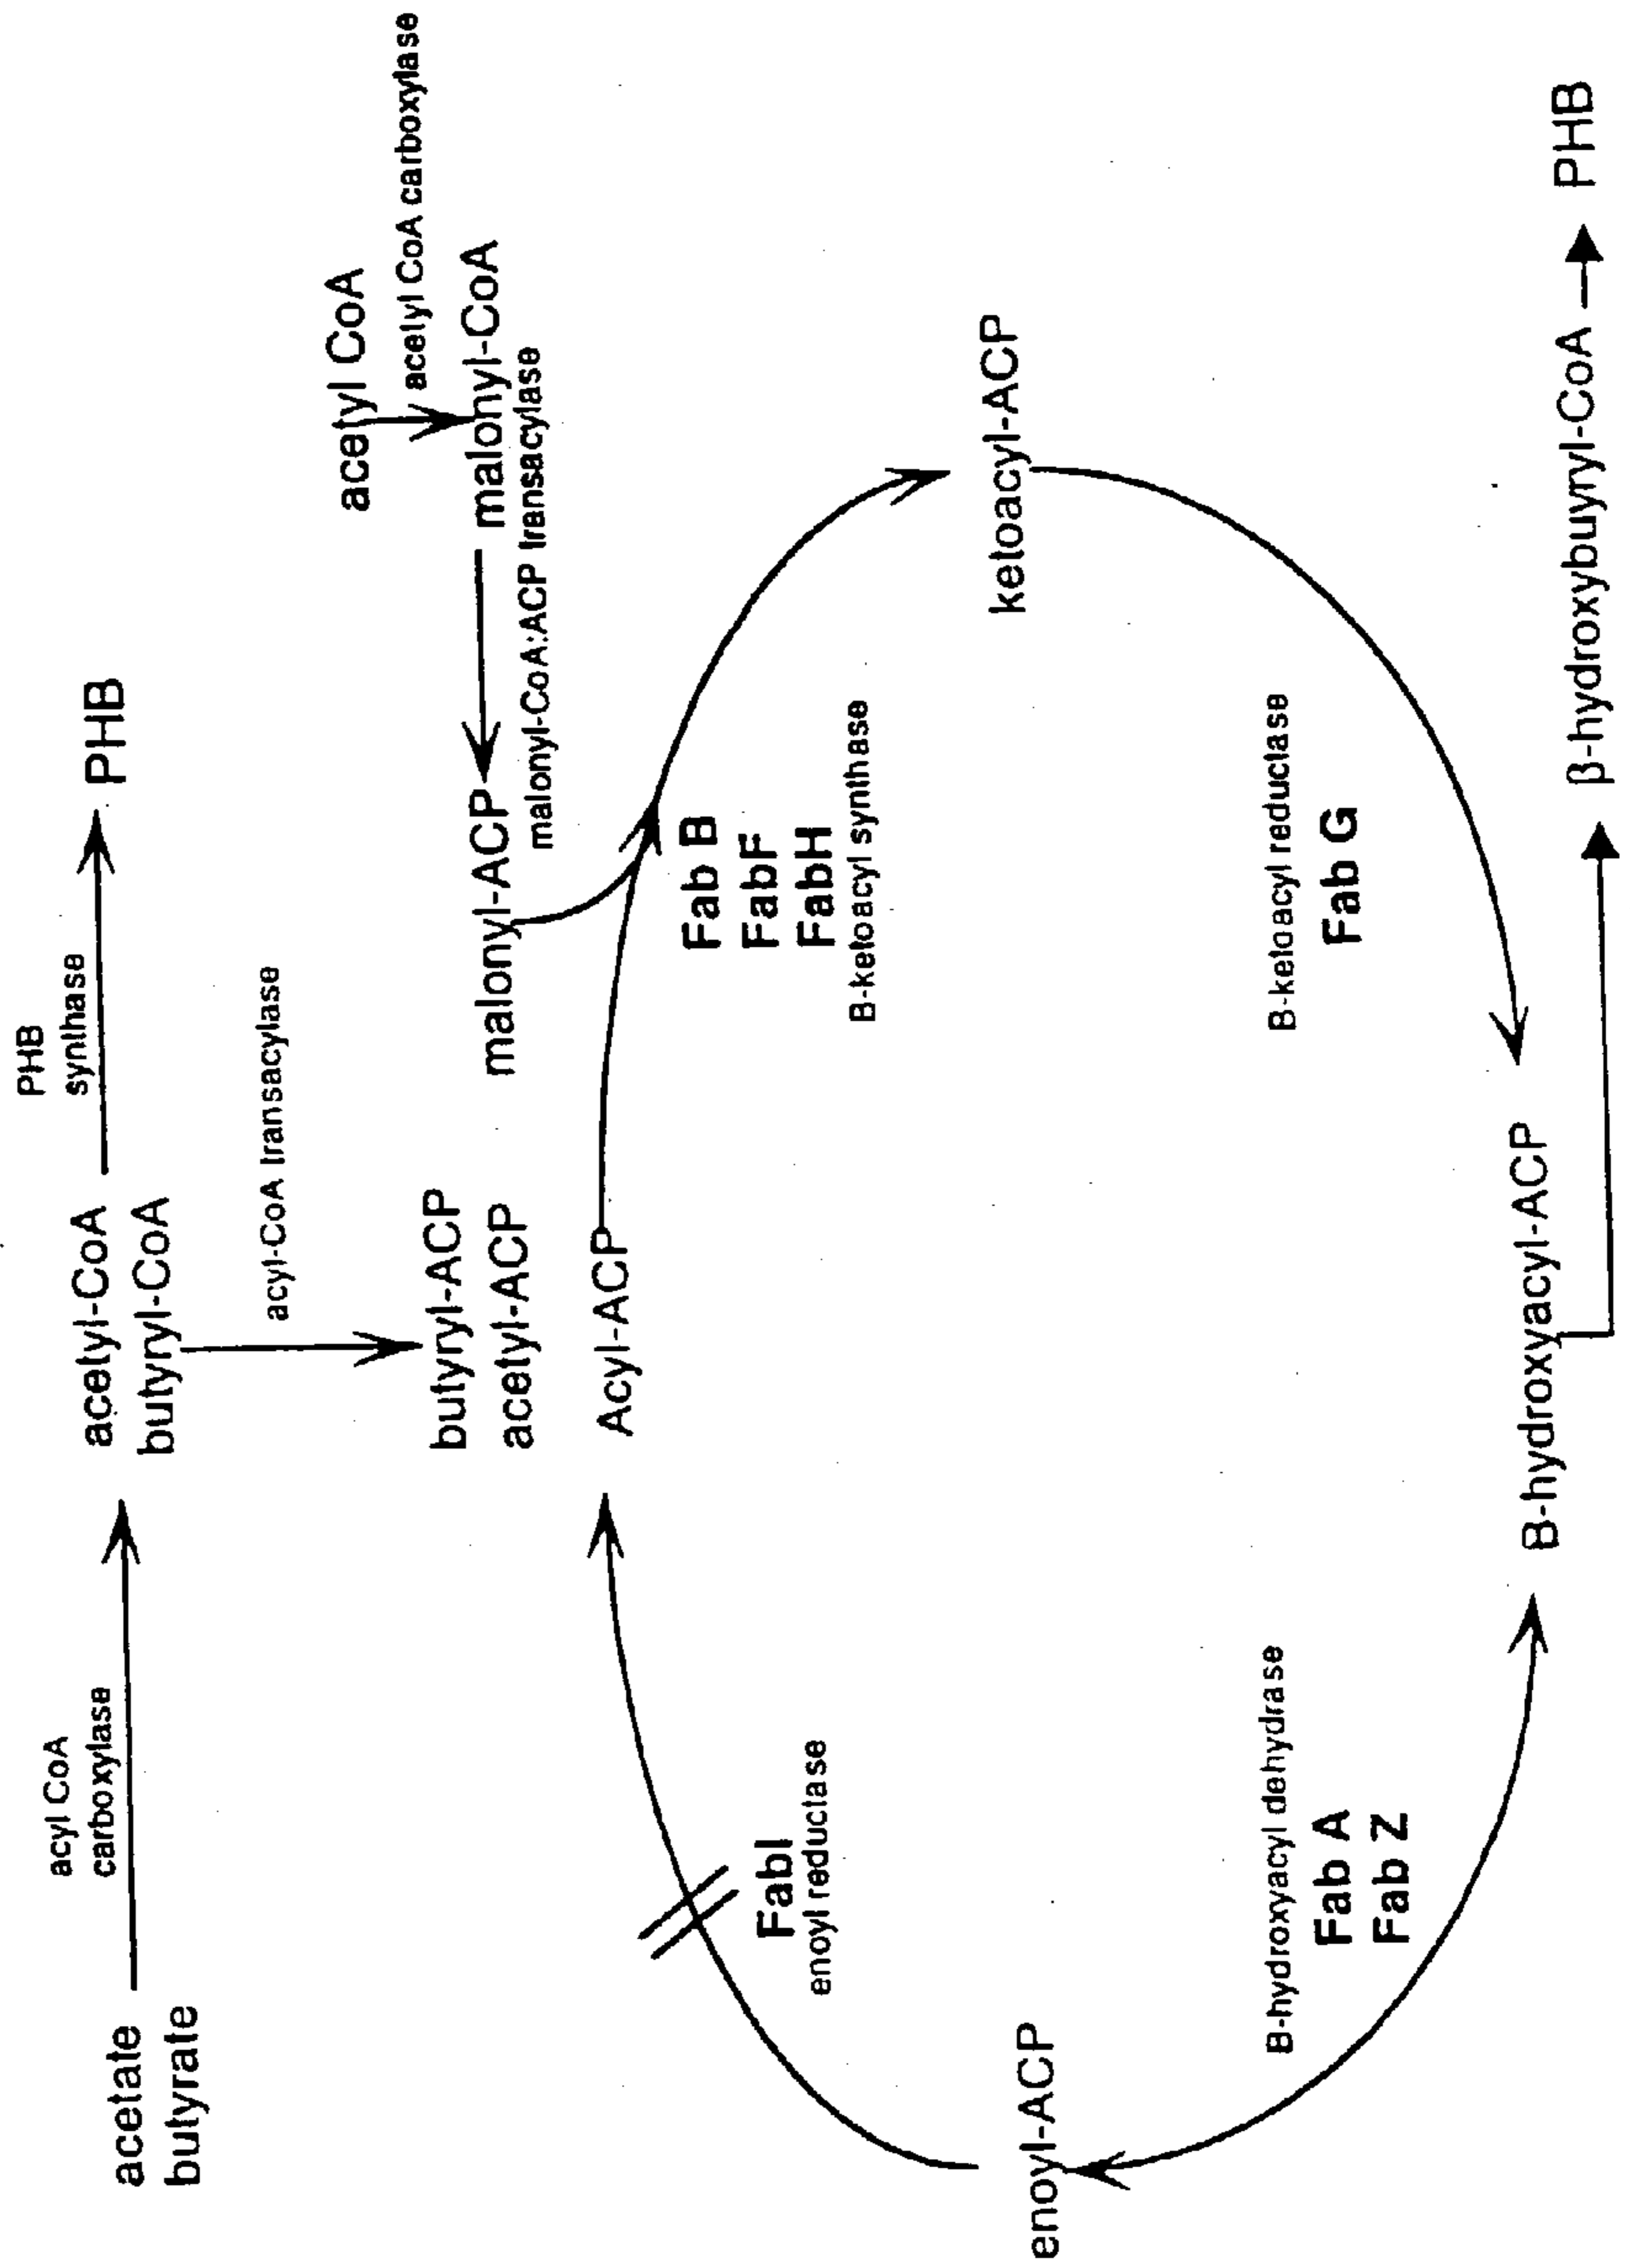 PHB
synthase
acyl CoA
carboxylase
acetate
butyrate
acetyl-CoA
butyryl-CoA
PHB
acyl-CoA transacylase
acetyl CoA
acetyl CoA carboxylase
butyryl-ACP
acetyl-ACP
malonyl-ACP
malonyl-CoA
malonyl-CoA:ACP transacylase
Acyl-ACP
Fab B
FabF
FabH
B-ketoacyl synthase
FabI
enoyl reductase
enoyl-ACP
ketoacyl-ACP
B-hydroxyacyl dehydrase
Fab A
Fab Z
B-ketoacyl reductase
Fab G
B-hydroxyacyl-ACP
β-hydroxybuyryl-CoA
PHB